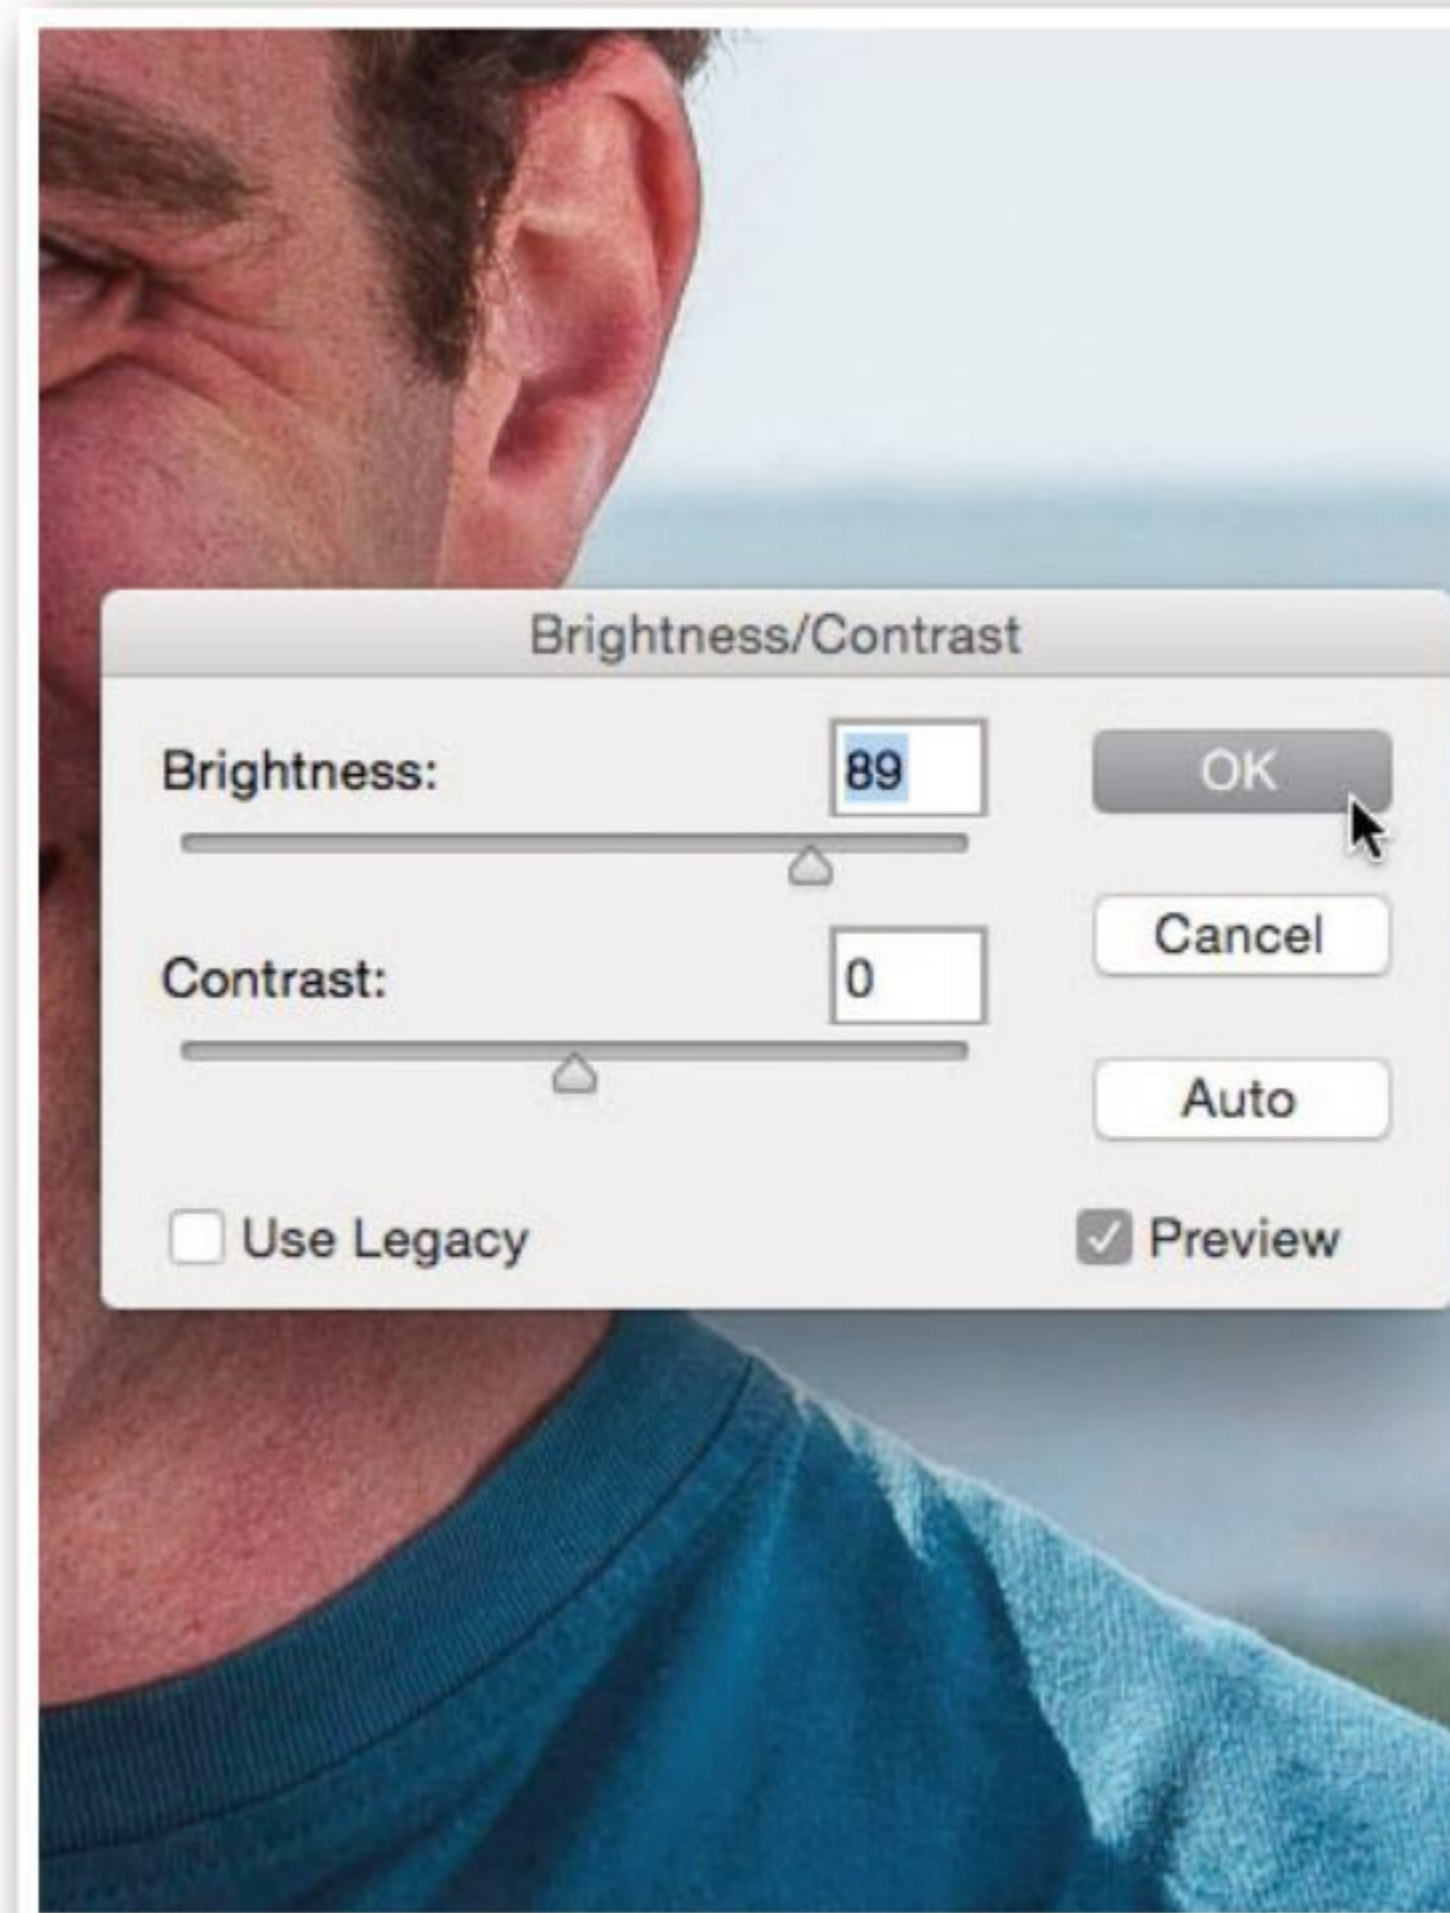 Brightness/Contrast
Brightness: 89
OK
Contrast: 0
Cancel
Auto
Use Legacy
Preview